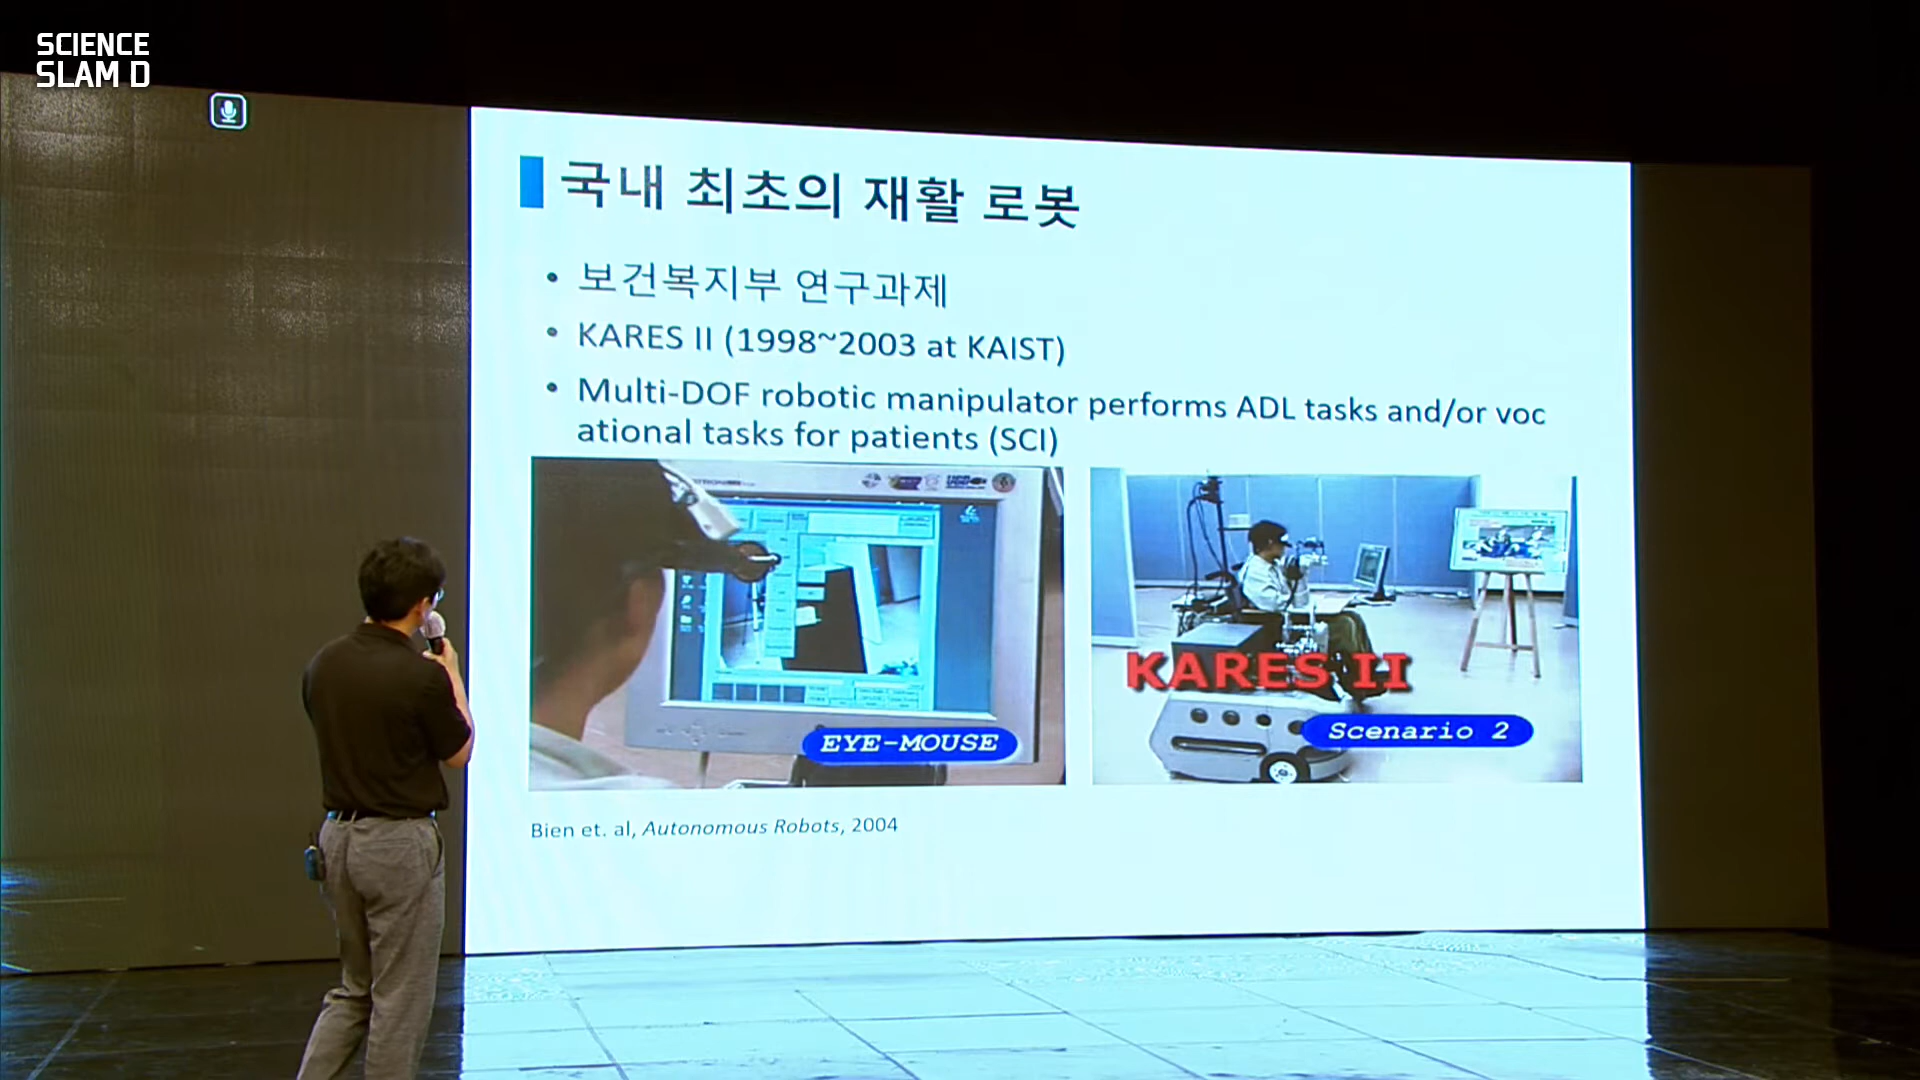 SCIENCE
SLAM D
국내 최초의 재활 로봇
• 보건복지부 연구과제
• KARES II (1998~2003 at KAIST)
• Multi-DOF robotic manipulator performs ADL tasks and/or voc
ational tasks for patients (SCI)
EYE-MOUSE
KARES II
Scenario 2
Bien et. al, Autonomous Robots, 2004